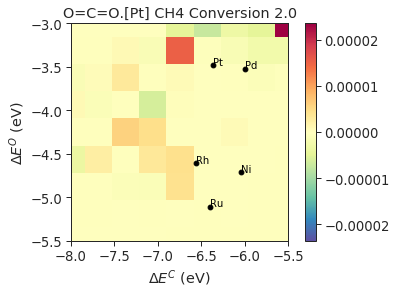 O=C=O.[Pt] CH4 Conversion 2.0
−3.0
−3.5
−4.0
−4.5
−5.0
−5.5
ΔE^O (eV)
Pt
Pd
Rh
Ni
Ru
−8.0 −7.5 −7.0 −6.5 −6.0 −5.5
ΔE^C (eV)
0.00002
0.00001
0.00000
−0.00001
−0.00002